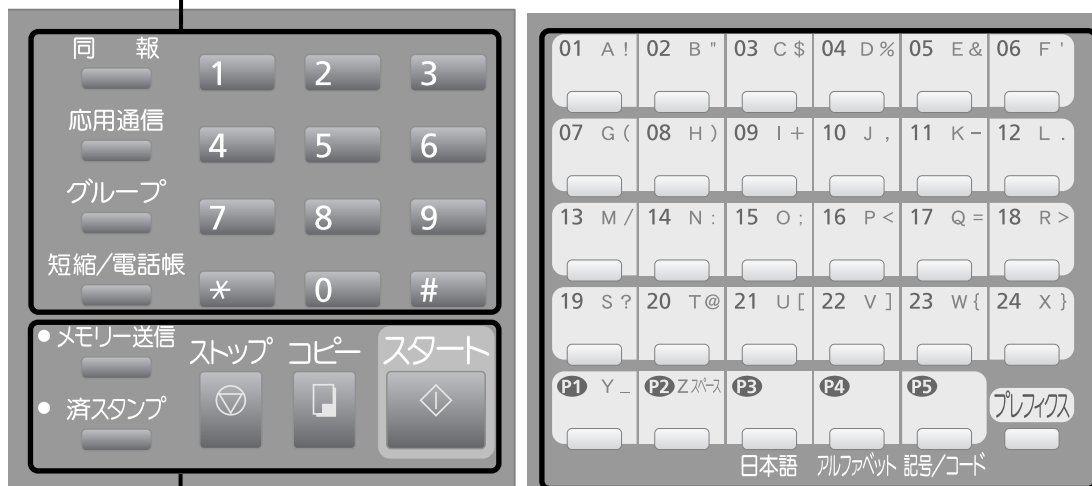 同 報
1 2 3
応用通信
4 5 6
グループ
7 8 9
短縮/電話帳
* 0 #
メモリー送信
ストップ コピー スタート
済スタンプ
01 A ! 02 B " 03 C $ 04 D % 05 E & 06 F '
07 G ( 08 H ) 09 I + 10 J , 11 K - 12 L .
13 M / 14 N : 15 O ; 16 P < 17 Q = 18 R >
19 S ? 20 T @ 21 U [ 22 V ] 23 W { 24 X }
P1 Y _ P2 Z スペース P3 P4 P5
プレフィクス
日本語 アルファベット 記号/コード